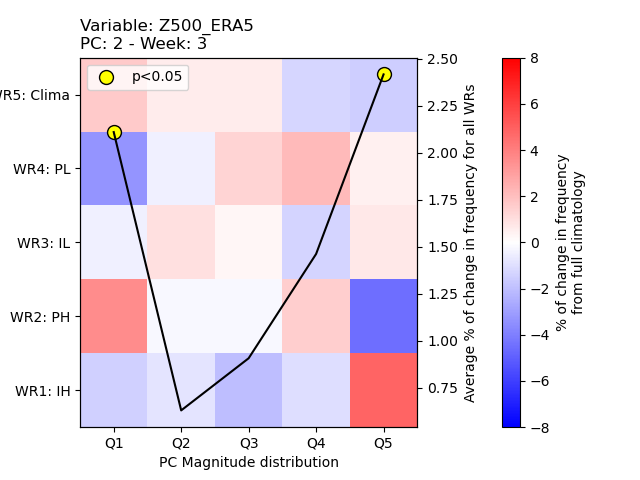 Variable: Z500_ERA5
PC: 2 - Week: 3
p<0.05
WR5: Clima
WR4: PL
WR3: IL
WR2: PH
WR1: IH
Q1 Q2 Q3 Q4 Q5
PC Magnitude distribution
2.50
2.25
2.00
1.75
1.50
1.25
1.00
0.75
Average % of change in frequency for all WRs
8
6
4
2
0
−2
−4
−6
−8
% of change in frequency
from full climatology